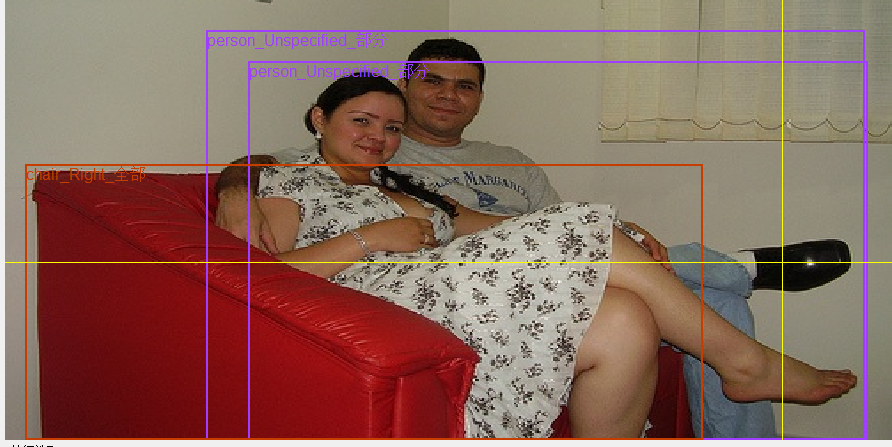 person_Unspecified_部分
person_Unspecified_部分
chair_Right_全部
MARGARI